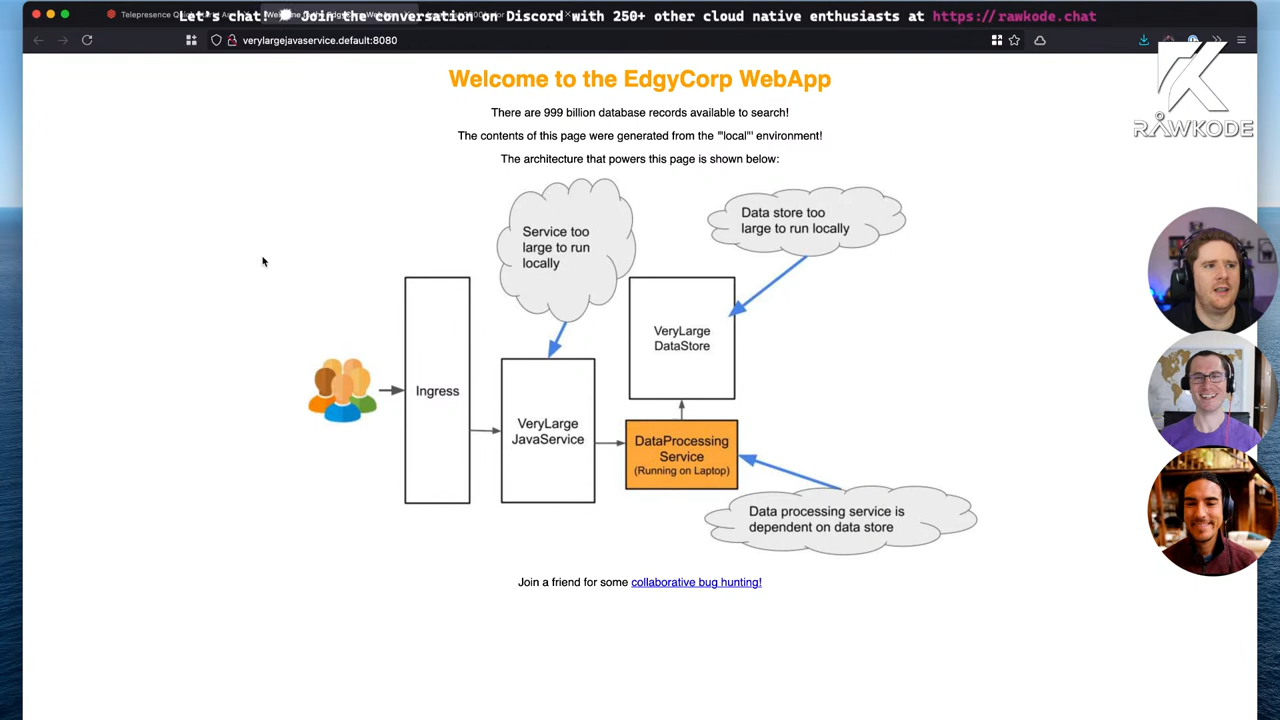 Let's chat! Join the conversation on Discord with 250+ other cloud native enthusiasts at https://rawkode.chat
verylargejavaservice.default:8080
RAWKODE
Welcome to the EdgyCorp WebApp
There are 999 billion database records available to search!
The contents of this page were generated from the "'local'" environment!
The architecture that powers this page is shown below:
Service too
large to run
locally
Data store too
large to run locally
VeryLarge
DataStore
Ingress
VeryLarge
JavaService
DataProcessing
Service
(Running on Laptop)
Data processing service is
dependent on data store
Join a friend for some collaborative bug hunting!